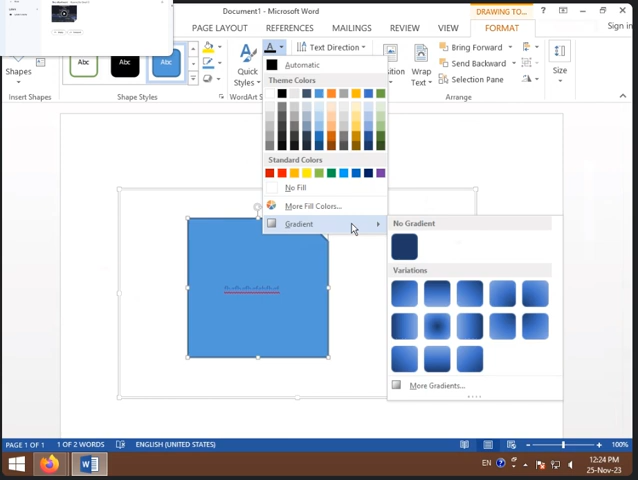 Document1 - Microsoft Word
DRAWING TO...
Sign in
PAGE LAYOUT
REFERENCES
MAILINGS
REVIEW
VIEW
FORMAT
Abc
Abc
Abc
Shapes
Quick
Styles
Text Direction
Wrap
Text
Bring Forward
Send Backward
Selection Pane
Size
Insert Shapes
Shape Styles
WordArt S
Arrange
Automatic
Theme Colors
Standard Colors
No Fill
More Fill Colors...
Gradient
No Gradient
Variations
More Gradients...
PAGE 1 OF 1
1 OF 2 WORDS
ENGLISH (UNITED STATES)
100%
EN
12:24 PM
25-Nov-23